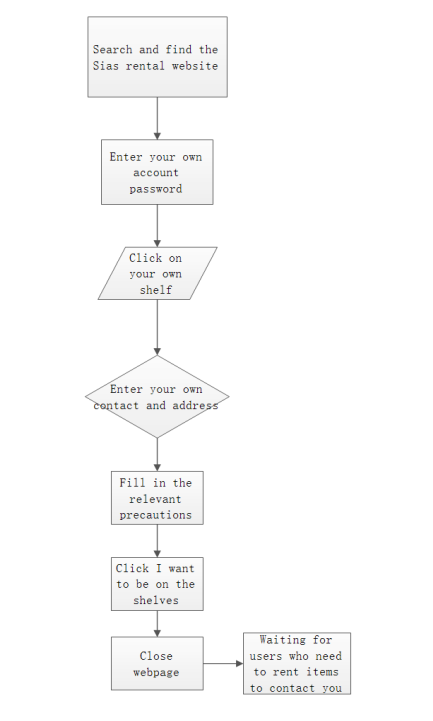 Search and find the
Sias rental website
Enter your own
account
password
Click on
your own
shelf
Enter your own
contact and address
Fill in the
relevant
precautions
Click I want
to be on the
shelves
Close
webpage
Waiting for
users who need
to rent items
to contact you